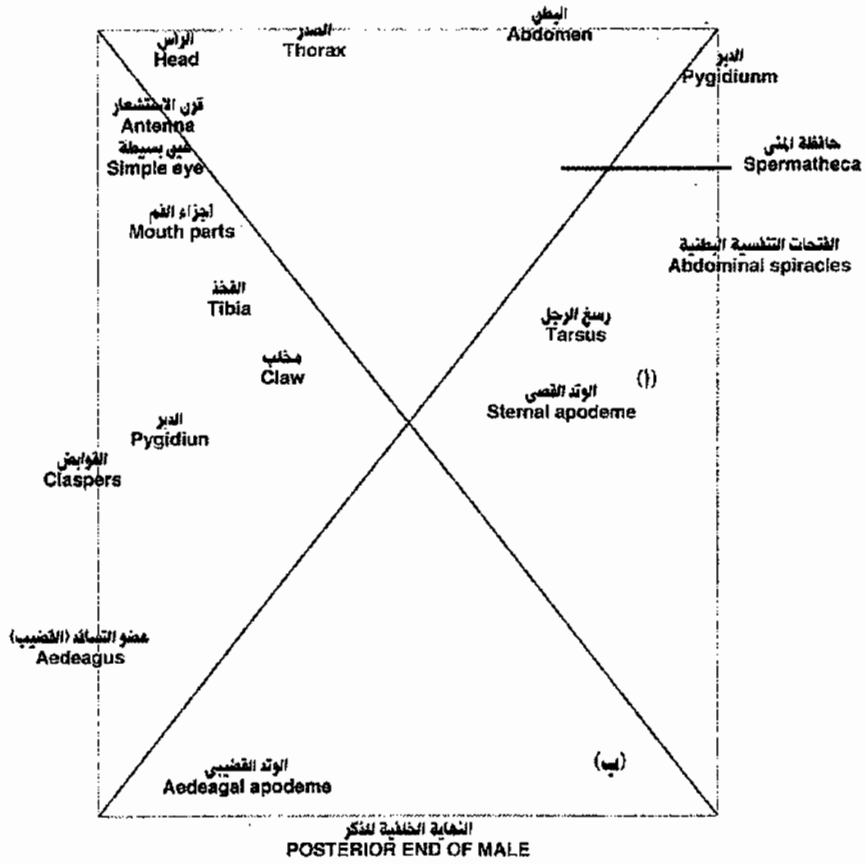 الرأس
Head
الصدر
Thorax
البطن
Abdomen
الدبر
Pygidiunm
قرن الاستشعار
Antenna
عين بسيطة
Simple eye
حافظة المنى
Spermatheca
أجزاء الفم
Mouth parts
الفتحات التنفسية البطنية
Abdominal spiracles
الفخذ
Tibia
رسغ الرجل
Tarsus
مخلب
Claw
(أ)
الوتد القصى
Sternal apodeme
الدبر
Pygidiun
القوابض
Claspers
عضو التسافد (القضيب)
Aedeagus
الوتد القضيبى
Aedeagal apodeme
(ب)
النهاية الخلفية للذكر
POSTERIOR END OF MALE